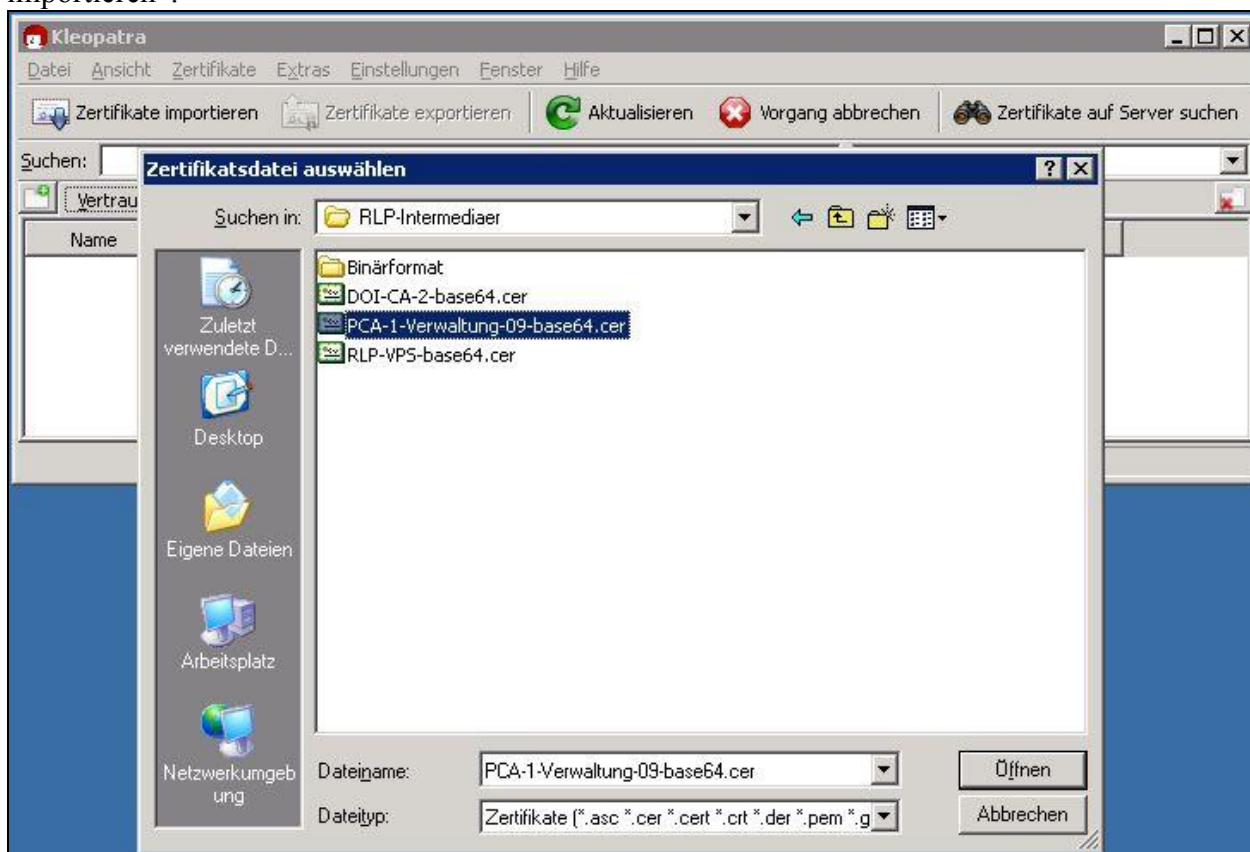 importieren".
Kleopatra
Datei Ansicht Zertifikate Extras Einstellungen Fenster Hilfe
Zertifikate importieren Zertifikate exportieren Aktualisieren Vorgang abbrechen Zertifikate auf Server suchen
Suchen:
Zertifikatsdatei auswählen
Vertrau
Suchen in: RLP-Intermediaer
Name
Binärformat
DOI-CA-2-base64.cer
PCA-1-Verwaltung-09-base64.cer
RLP-VPS-base64.cer
Zuletzt
verwendete D...
Desktop
Eigene Dateien
Arbeitsplatz
Netzwerkumgeb
ung
Dateiname: PCA-1-Verwaltung-09-base64.cer Öffnen
Dateityp: Zertifikate (*.asc *.cer *.cert *.crt *.der *.pem *.g Abbrechen